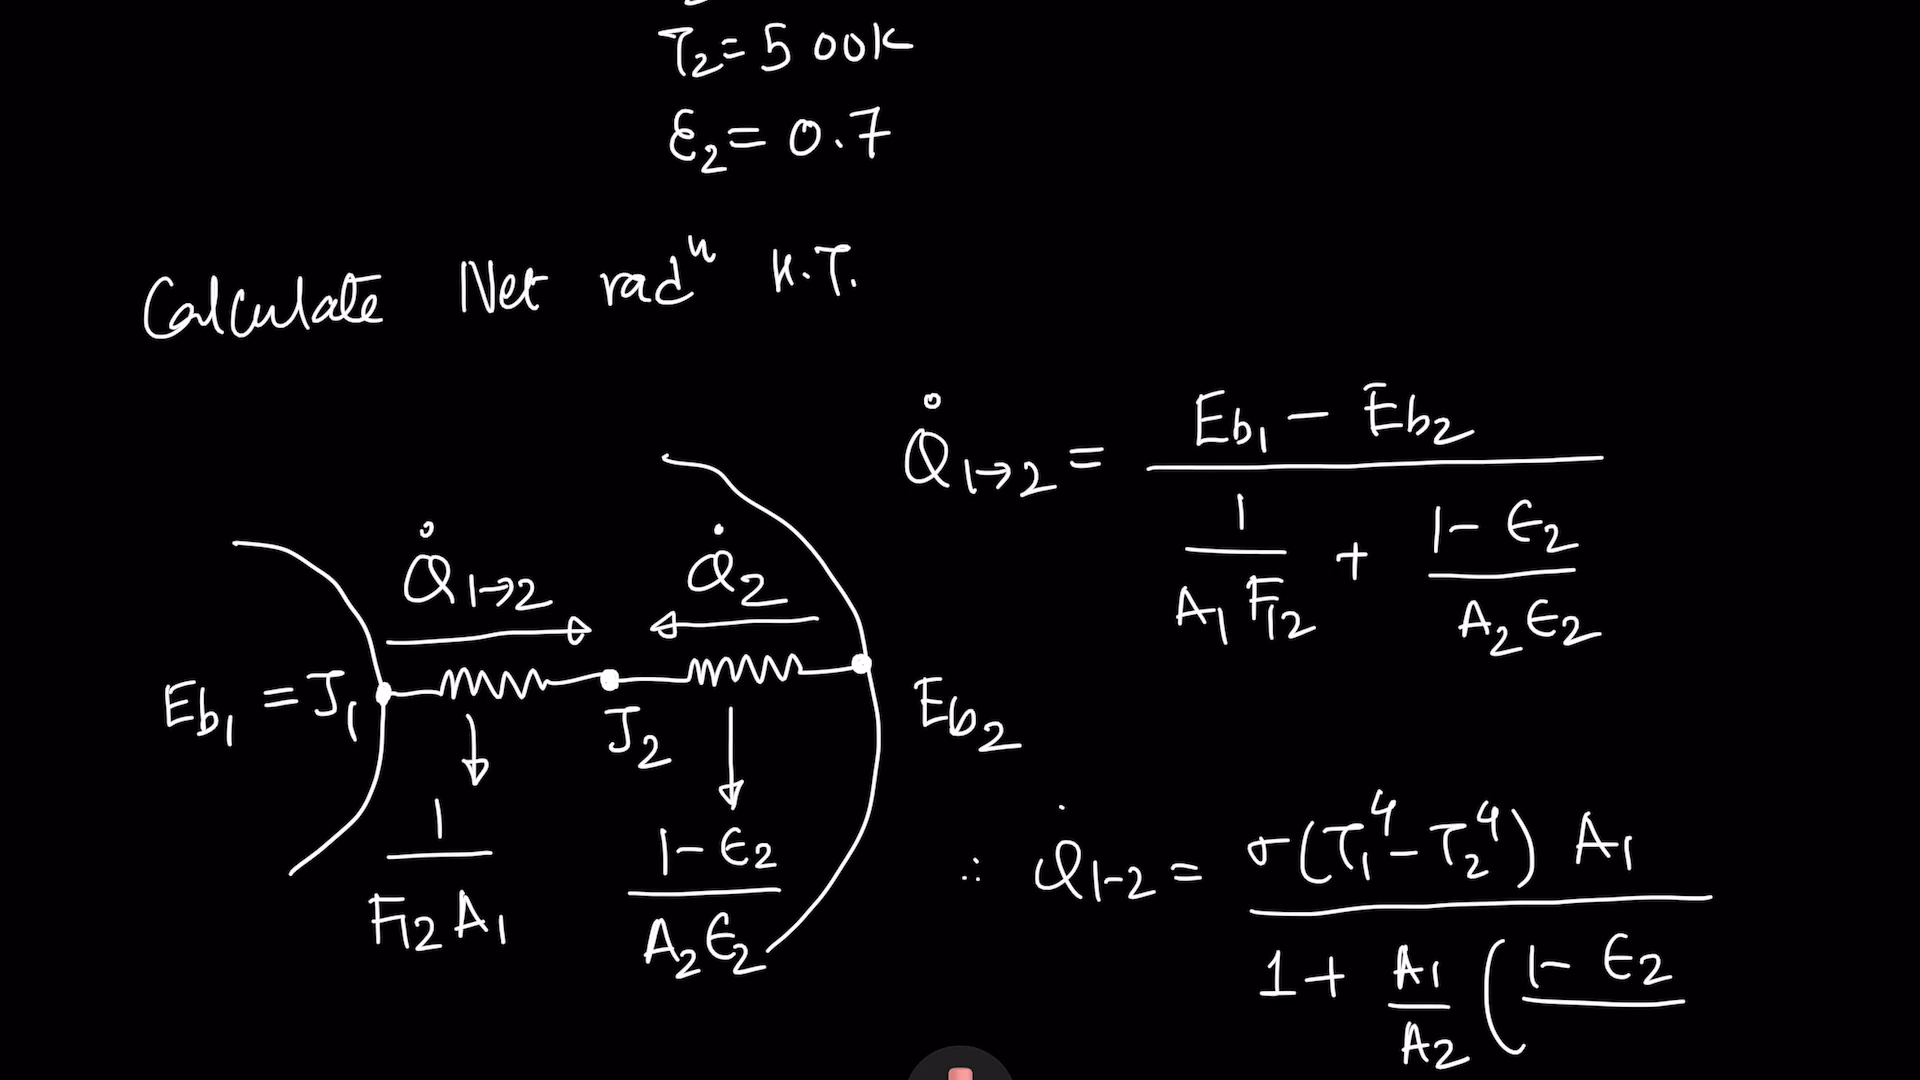 T₂ = 500K
ε₂ = 0.7
Calculate Net radⁿ H.T.
Q̇₁→₂ = (Eb₁ − Eb₂) / (1/(A₁F₁₂) + (1−ε₂)/(A₂ε₂))
Q̇₁→₂
Q̇₂
Eb₁ = J₁
J₂
Eb₂
1/(F₁₂A₁)
(1−ε₂)/(A₂ε₂)
∴ Q̇₁₋₂ = σ(T₁⁴−T₂⁴) A₁ / 1 + A₁/A₂ (1−ε₂